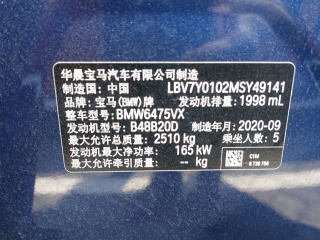 华晨宝马汽车有限公司制造
制造国：中国 LBV7Y0102MSY49141
品牌：宝马(BMW)牌 发动机排量：1998 mL
整车型号：BMW6475VX
发动机型号：B48B20D 制造年月：2020-09
最大允许总质量：2510 kg 乘坐人数：5
发动机最大净功率：165 kW
最大允许牵引质量：-- kg
C1M